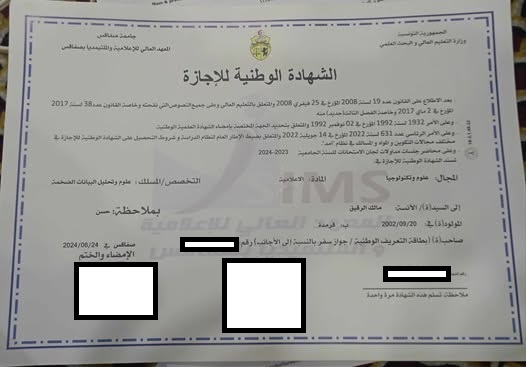 الجمهورية التونسية
وزارة التعليم العالي و البحث العلمي
جامعة صفاقس
المعهد العالي للإعلامية والملتيميديا بصفاقس
الشهادة الوطنية للإجازة
بعد الاطلاع على القانون عدد 19 لسنة 2008 المؤرخ في 25 فيفري 2008 والمتعلق بالتعليم العالي وعلى جميع النصوص التي نقحته وخاصة القانون عدد 38 لسنة 2017
المؤرخ في 2 ماي 2017 وخاصة الفصل الثالث (جديد) منه
وعلى الأمر 1932 لسنة 1992 المؤرخ في 02 نوفمبر 1992 والمتعلق بتحديد الجهة المختصة بإمضاء الشهادة العلمية الوطنية
وعلى الأمر الرئاسي عدد 631 لسنة 2022 المؤرخ في 14 جويلية 2022 والمتعلق بضبط الإطار العام لنظام الدراسة و شروط التحصيل على الشهادة الوطنية للإجازة في
مختلف مجالات التكوين و المواد و المسالك في نظام "أمد"
وعلى محاضر جلسات مداولات لجان الامتحانات للسنة الجامعية 2023-2024
تسند الشهادة الوطنية للإجازة في:
المجال: علوم وتكنولوجيا المادة: الاعلامية التخصص/المسلك: علوم وتحليل البيانات الضخمة
إلى السيد(ة) / الآنسة مالك الرقيق بملاحظة: حسن
المولود(ة) في 2002/09/20 ب قرمدة
صاحب(ة) (بطاقة التعريف الوطنية / جواز سفر بالنسبة إلى الأجانب) رقم
صفاقس في 2024/06/24
الإمضاء والختم
ملاحظات تسلم هذه الشهادة مرة واحدة
IMS
المعهد العالي للإعلامية